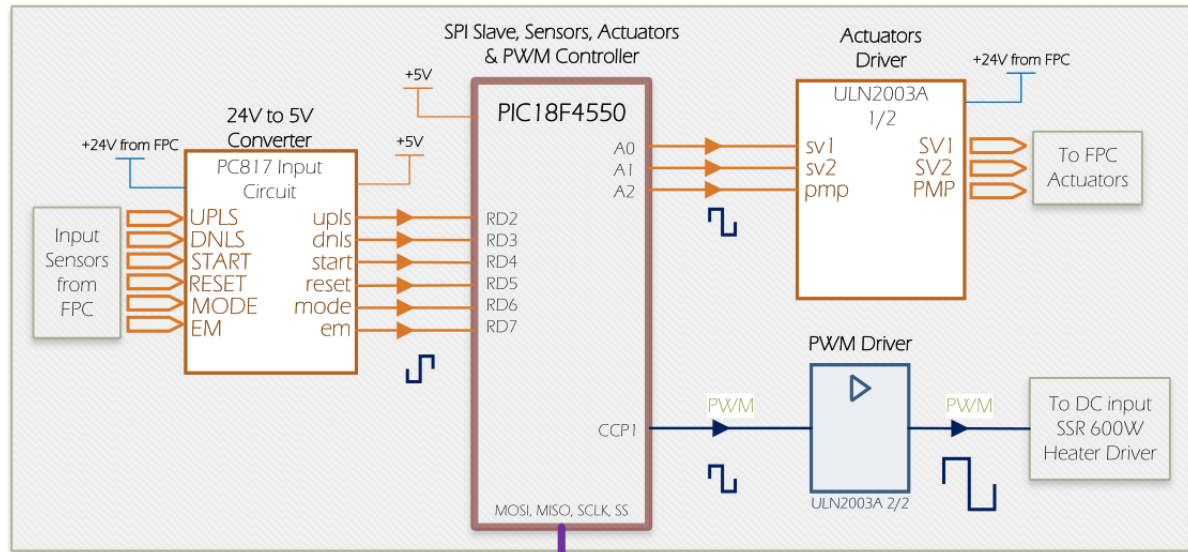 SPI Slave, Sensors, Actuators
& PWM Controller
Actuators
Driver
+5V
+24V from FPC
24V to 5V
Converter
PIC18F4550
ULN2003A
1/2
+24V from FPC
+5V
PC817 Input
Circuit
A0
A1
A2
sv1
sv2
pmp
SV1
SV2
PMP
To FPC
Actuators
Input
Sensors
from
FPC
UPLS
DNLS
START
RESET
MODE
EM
upls
dnls
start
reset
mode
em
RD2
RD3
RD4
RD5
RD6
RD7
PWM Driver
PWM
PWM
CCP1
To DC input
SSR 600W
Heater Driver
ULN2003A 2/2
MOSI, MISO, SCLK, SS